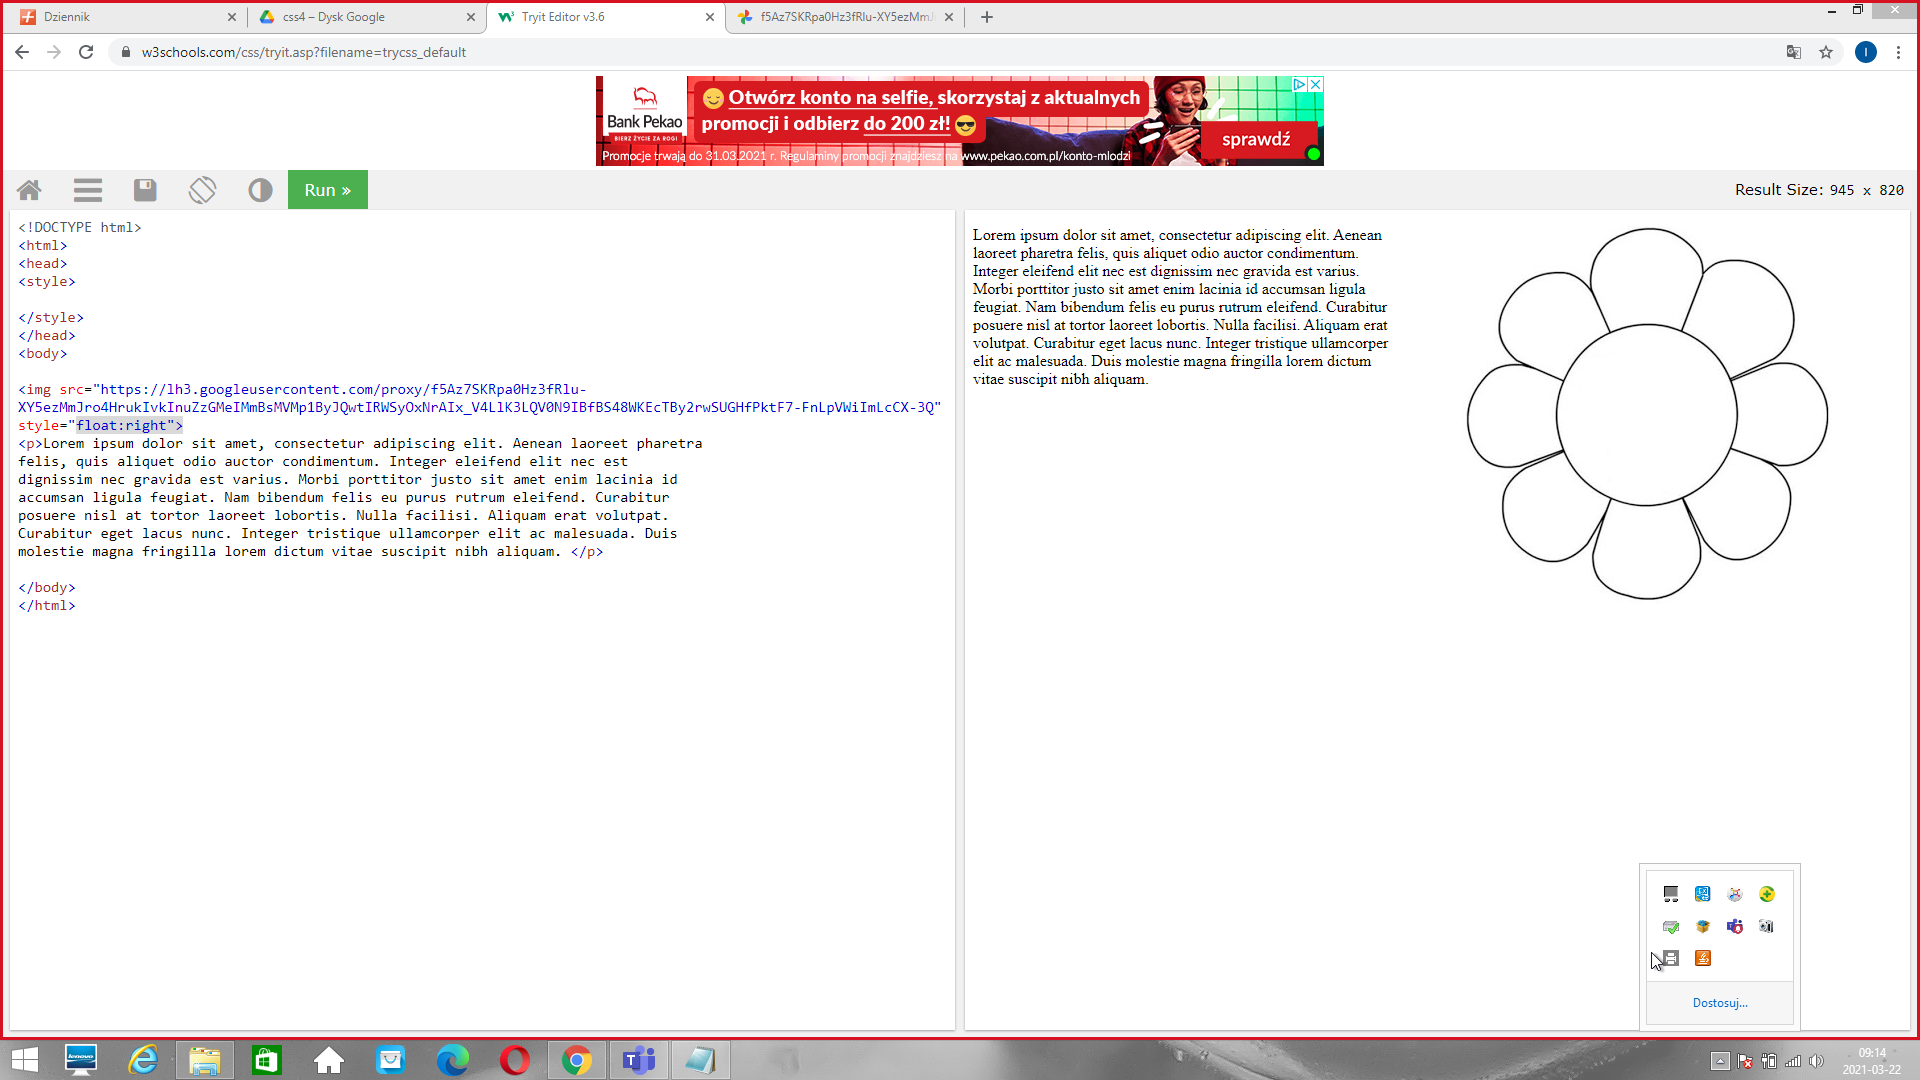 Dziennik
css4 – Dysk Google
Tryit Editor v3.6
f5Az7SKRpa0Hz3fRlu-XY5ezMmJ
w3schools.com/css/tryit.asp?filename=trycss_default
I
Bank Pekao
BIERZ ŻYCIE ZA ROGI
Otwórz konto na selfie, skorzystaj z aktualnych
promocji i odbierz do 200 zł!
sprawdź
Promocje trwają do 31.03.2021 r. Regulaminy promocji znajdziesz na www.pekao.com.pl/konto-mlodzi
Run »
Result Size: 945 x 820
<!DOCTYPE html>
<html>
<head>
<style>
</style>
</head>
<body>
<img src="https://lh3.googleusercontent.com/proxy/f5Az7SKRpa0Hz3fRlu-
XY5ezMmJro4HrukIvkInuZzGMeIMmBsMVMp1ByJQwtIRWSyOxNrAIx_V4LlK3LQV0N9IBfBS48WKEcTBy2rwSUGHfPktF7-FnLpVWiImLcCX-3Q"
style="float:right">
<p>Lorem ipsum dolor sit amet, consectetur adipiscing elit. Aenean laoreet pharetra
felis, quis aliquet odio auctor condimentum. Integer eleifend elit nec est
dignissim nec gravida est varius. Morbi porttitor justo sit amet enim lacinia id
accumsan ligula feugiat. Nam bibendum felis eu purus rutrum eleifend. Curabitur
posuere nisl at tortor laoreet lobortis. Nulla facilisi. Aliquam erat volutpat.
Curabitur eget lacus nunc. Integer tristique ullamcorper elit ac malesuada. Duis
molestie magna fringilla lorem dictum vitae suscipit nibh aliquam. </p>
</body>
</html>
Lorem ipsum dolor sit amet, consectetur adipiscing elit. Aenean
laoreet pharetra felis, quis aliquet odio auctor condimentum.
Integer eleifend elit nec est dignissim nec gravida est varius.
Morbi porttitor justo sit amet enim lacinia id accumsan ligula
feugiat. Nam bibendum felis eu purus rutrum eleifend. Curabitur
posuere nisl at tortor laoreet lobortis. Nulla facilisi. Aliquam erat
volutpat. Curabitur eget lacus nunc. Integer tristique ullamcorper
elit ac malesuada. Duis molestie magna fringilla lorem dictum
vitae suscipit nibh aliquam.
Dostosuj...
lenovo
09:14
2021-03-22